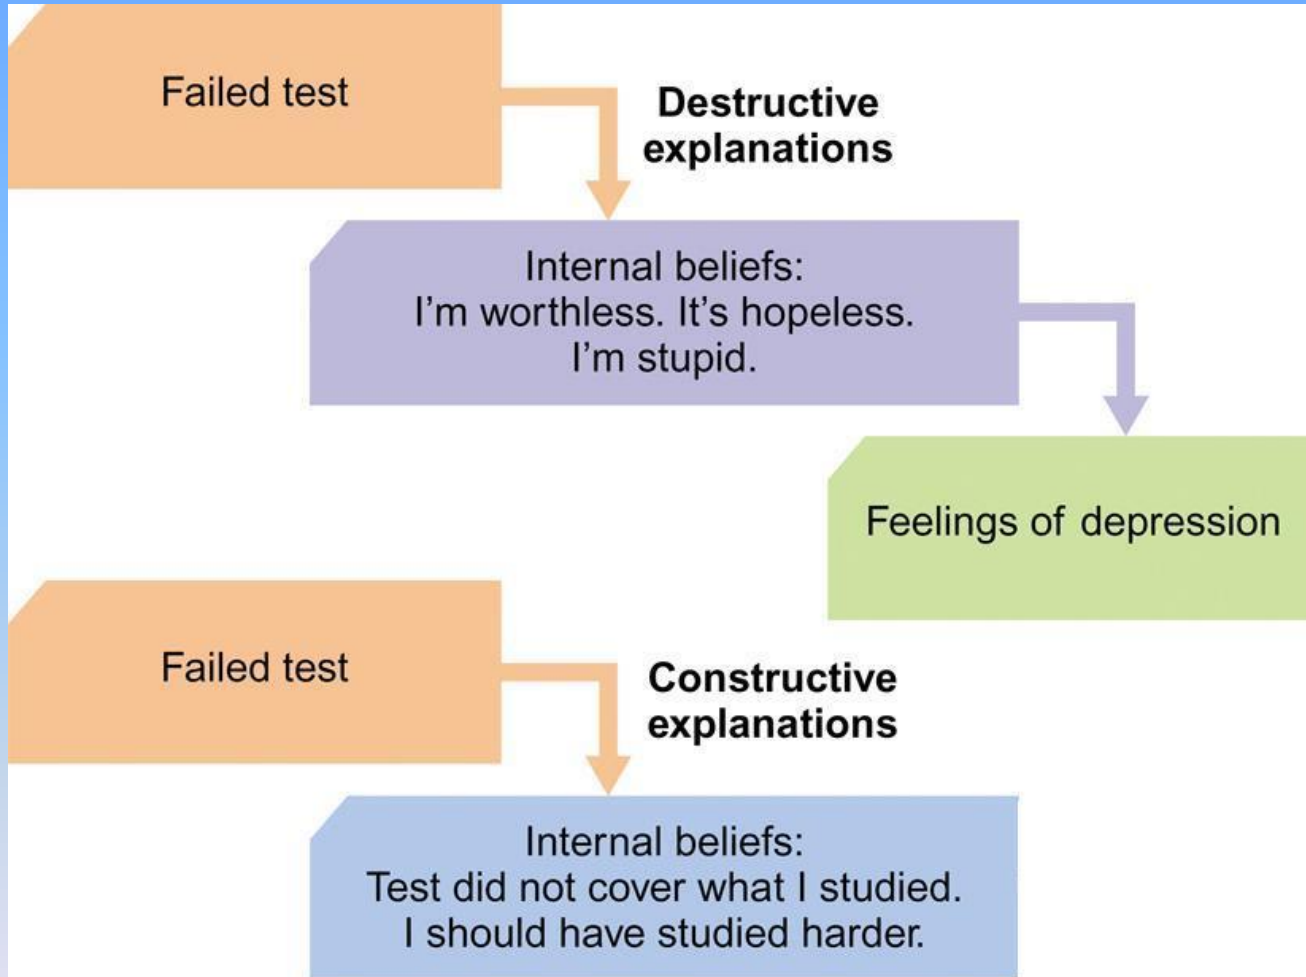 Failed test
Destructive
explanations
Internal beliefs:
I’m worthless. It’s hopeless.
I’m stupid.
Feelings of depression
Failed test
Constructive
explanations
Internal beliefs:
Test did not cover what I studied.
I should have studied harder.